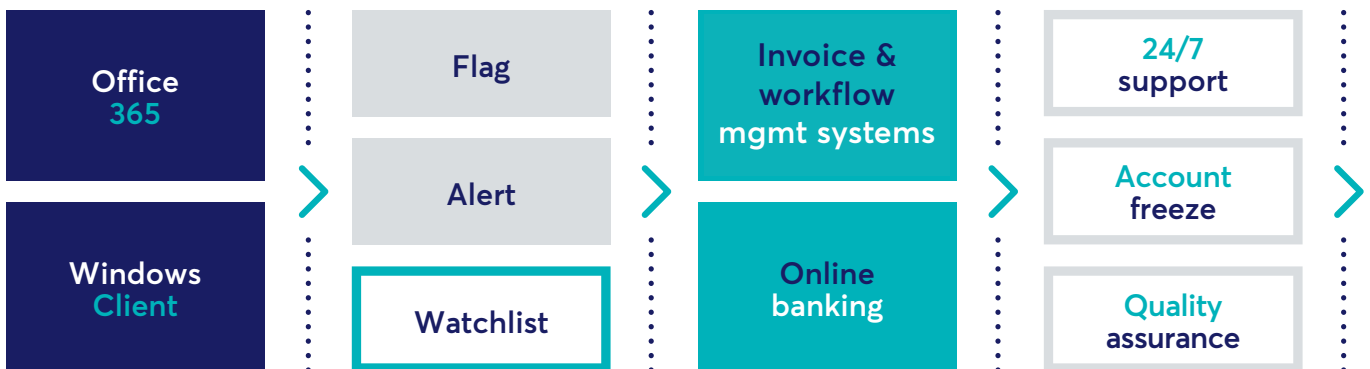 Office
365
Windows
Client
Flag
Alert
Watchlist
Invoice &
workflow
mgmt systems
Online
banking
24/7
support
Account
freeze
Quality
assurance